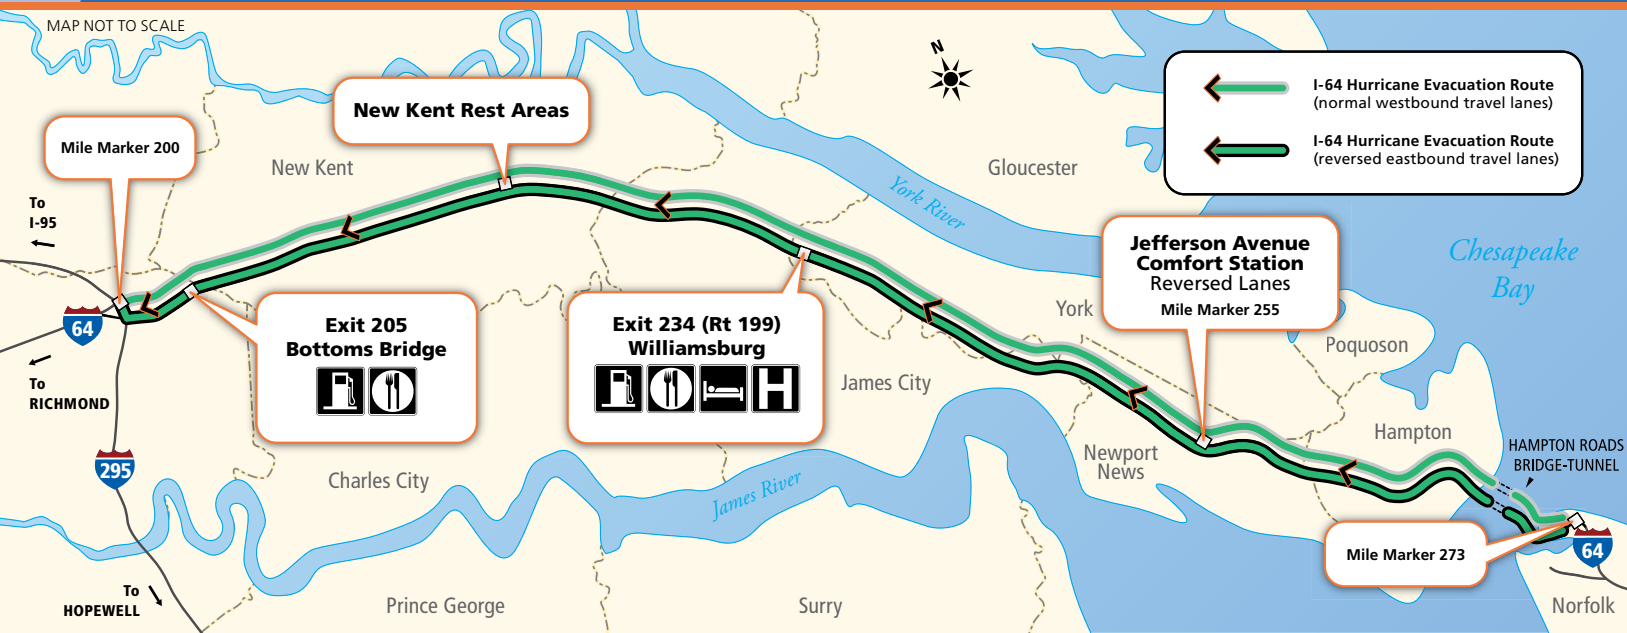 MAP NOT TO SCALE
N
I-64 Hurricane Evacuation Route
(normal westbound travel lanes)
I-64 Hurricane Evacuation Route
(reversed eastbound travel lanes)
New Kent Rest Areas
Mile Marker 200
New Kent
Gloucester
York River
To
I-95
Jefferson Avenue
Comfort Station
Reversed Lanes
Mile Marker 255
Chesapeake
Bay
64
Exit 205
Bottoms Bridge
Exit 234 (Rt 199)
Williamsburg
H
York
Poquoson
To
RICHMOND
James City
Hampton
HAMPTON ROADS
BRIDGE-TUNNEL
Newport
News
295
Charles City
James River
Mile Marker 273
64
To
HOPEWELL
Prince George
Surry
Norfolk